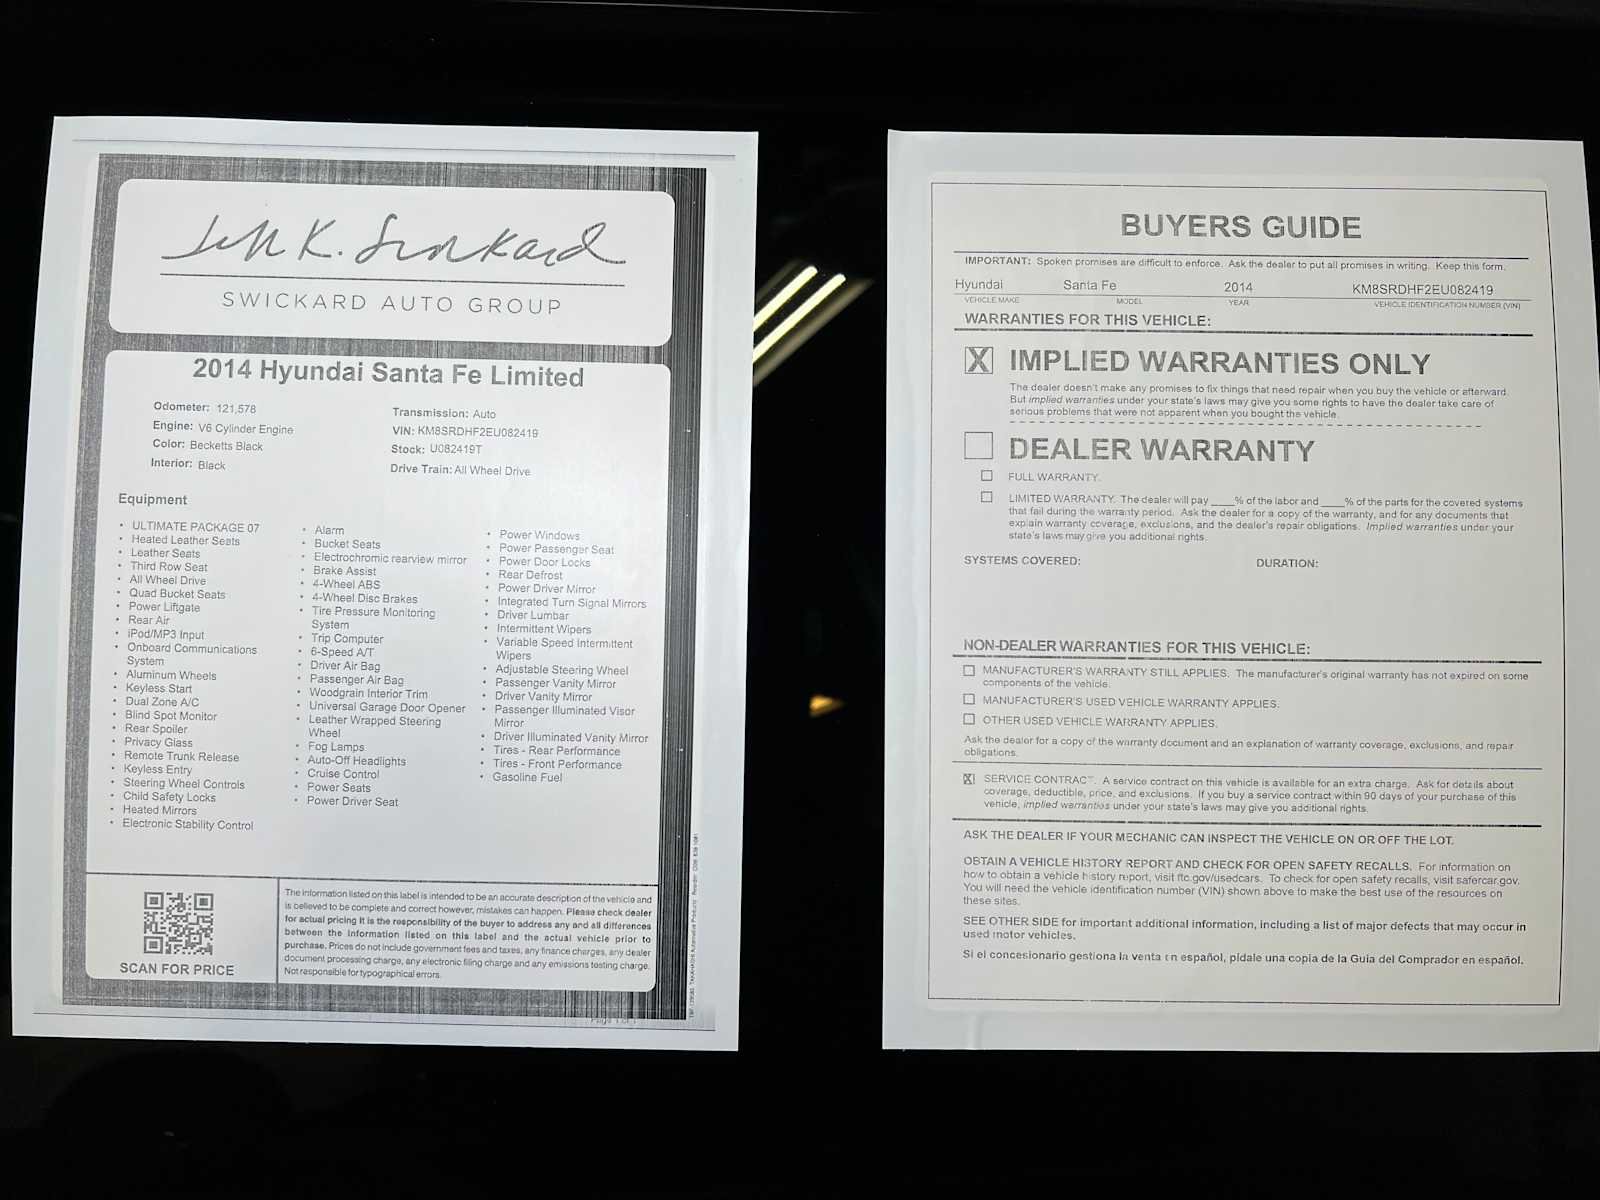 Jeff K. Swickard
SWICKARD AUTO GROUP
2014 Hyundai Santa Fe Limited
Odometer: 121,578
Engine: V6 Cylinder Engine
Color: Becketts Black
Interior: Black
Transmission: Auto
VIN: KM8SRDHF2EU082419
Stock: U082419T
Drive Train: All Wheel Drive
Equipment
• ULTIMATE PACKAGE 07
• Heated Leather Seats
• Leather Seats
• Third Row Seat
• All Wheel Drive
• Quad Bucket Seats
• Power Liftgate
• Rear Air
• iPod/MP3 Input
• Onboard Communications
System
• Aluminum Wheels
• Keyless Start
• Dual Zone A/C
• Blind Spot Monitor
• Rear Spoiler
• Privacy Glass
• Remote Trunk Release
• Keyless Entry
• Steering Wheel Controls
• Child Safety Locks
• Heated Mirrors
• Electronic Stability Control
• Alarm
• Bucket Seats
• Electrochromic rearview mirror
• Brake Assist
• 4-Wheel ABS
• 4-Wheel Disc Brakes
• Tire Pressure Monitoring
System
• Trip Computer
• 6-Speed A/T
• Driver Air Bag
• Passenger Air Bag
• Woodgrain Interior Trim
• Universal Garage Door Opener
• Leather Wrapped Steering
Wheel
• Fog Lamps
• Auto-Off Headlights
• Cruise Control
• Power Seats
• Power Driver Seat
• Power Windows
• Power Passenger Seat
• Power Door Locks
• Rear Defrost
• Power Driver Mirror
• Integrated Turn Signal Mirrors
• Driver Lumbar
• Intermittent Wipers
• Variable Speed Intermittent
Wipers
• Adjustable Steering Wheel
• Passenger Vanity Mirror
• Driver Vanity Mirror
• Passenger Illuminated Visor
Mirror
• Driver Illuminated Vanity Mirror
• Tires - Rear Performance
• Tires - Front Performance
• Gasoline Fuel
SCAN FOR PRICE
The information listed on this label is intended to be an accurate description of the vehicle and
is believed to be complete and correct however, mistakes can happen. Please check dealer
for actual pricing It is the responsibility of the buyer to address any and all differences
between the information listed on this label and the actual vehicle prior to
purchase. Prices do not include government fees and taxes, any finance charges, any dealer
document processing charge, any electronic filing charge and any emissions testing charge.
Not responsible for typographical errors.
Page 1 of 1
BUYERS GUIDE
IMPORTANT: Spoken promises are difficult to enforce. Ask the dealer to put all promises in writing. Keep this form.
Hyundai Santa Fe 2014 KM8SRDHF2EU082419
VEHICLE MAKE MODEL YEAR VEHICLE IDENTIFICATION NUMBER (VIN)
WARRANTIES FOR THIS VEHICLE:
X IMPLIED WARRANTIES ONLY
The dealer doesn't make any promises to fix things that need repair when you buy the vehicle or afterward.
But implied warranties under your state's laws may give you some rights to have the dealer take care of
serious problems that were not apparent when you bought the vehicle.
DEALER WARRANTY
FULL WARRANTY.
LIMITED WARRANTY. The dealer will pay ____% of the labor and ____% of the parts for the covered systems
that fail during the warranty period. Ask the dealer for a copy of the warranty, and for any documents that
explain warranty coverage, exclusions, and the dealer's repair obligations. Implied warranties under your
state's laws may give you additional rights.
SYSTEMS COVERED: DURATION:
NON-DEALER WARRANTIES FOR THIS VEHICLE:
MANUFACTURER'S WARRANTY STILL APPLIES. The manufacturer's original warranty has not expired on some
components of the vehicle.
MANUFACTURER'S USED VEHICLE WARRANTY APPLIES.
OTHER USED VEHICLE WARRANTY APPLIES.
Ask the dealer for a copy of the warranty document and an explanation of warranty coverage, exclusions, and repair
obligations.
X SERVICE CONTRACT. A service contract on this vehicle is available for an extra charge. Ask for details about
coverage, deductible, price, and exclusions. If you buy a service contract within 90 days of your purchase of this
vehicle, implied warranties under your state's laws may give you additional rights.
ASK THE DEALER IF YOUR MECHANIC CAN INSPECT THE VEHICLE ON OR OFF THE LOT.
OBTAIN A VEHICLE HISTORY REPORT AND CHECK FOR OPEN SAFETY RECALLS. For information on
how to obtain a vehicle history report, visit ftc.gov/usedcars. To check for open safety recalls, visit safercar.gov.
You will need the vehicle identification number (VIN) shown above to make the best use of the resources on
these sites.
SEE OTHER SIDE for important additional information, including a list of major defects that may occur in
used motor vehicles.
Si el concesionario gestiona la venta en español, pídale una copia de la Guía del Comprador en español.